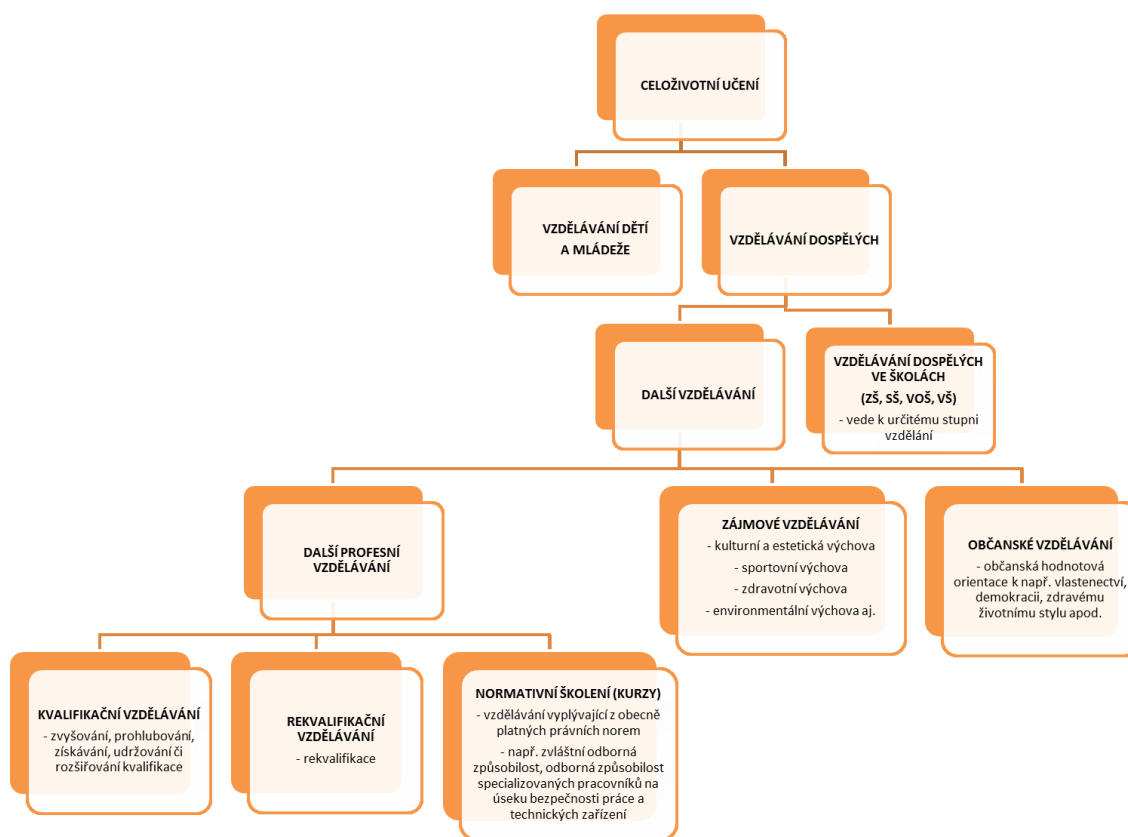 CELOŽIVOTNÍ UČENÍ
VZDĚLÁVÁNÍ DĚTÍ
A MLÁDEŽE
VZDĚLÁVÁNÍ DOSPĚLÝCH
DALŠÍ VZDĚLÁVÁNÍ
VZDĚLÁVÁNÍ DOSPĚLÝCH
VE ŠKOLÁCH
(ZŠ, SŠ, VOŠ, VŠ)
- vede k určitému stupni
vzdělání
DALŠÍ PROFESNÍ
VZDĚLÁVÁNÍ
ZÁJMOVÉ VZDĚLÁVÁNÍ
- kulturní a estetická výchova
- sportovní výchova
- zdravotní výchova
- environmentální výchova aj.
OBČANSKÉ VZDĚLÁVÁNÍ
- občanská hodnotová
orientace k např. vlastenectví,
demokracii, zdravému
životnímu stylu apod.
KVALIFIKAČNÍ VZDĚLÁVÁNÍ
- zvyšování, prohlubování,
získávání, udržování či
rozšiřování kvalifikace
REKVALIFIKAČNÍ
VZDĚLÁVÁNÍ
- rekvalifikace
NORMATIVNÍ ŠKOLENÍ (KURZY)
- vzdělávání vyplývající z obecně
platných právních norem
- např. zvláštní odborná
způsobilost, odborná způsobilost
specializovaných pracovníků na
úseku bezpečnosti práce a
technických zařízení